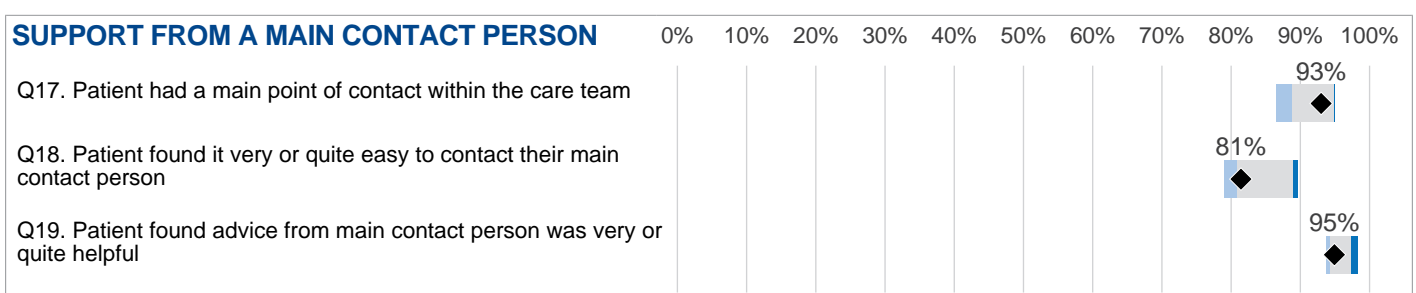 SUPPORT FROM A MAIN CONTACT PERSON 0% 10% 20% 30% 40% 50% 60% 70% 80% 90% 100%
93%
Q17. Patient had a main point of contact within the care team
81%
Q18. Patient found it very or quite easy to contact their main
contact person
95%
Q19. Patient found advice from main contact person was very or
quite helpful